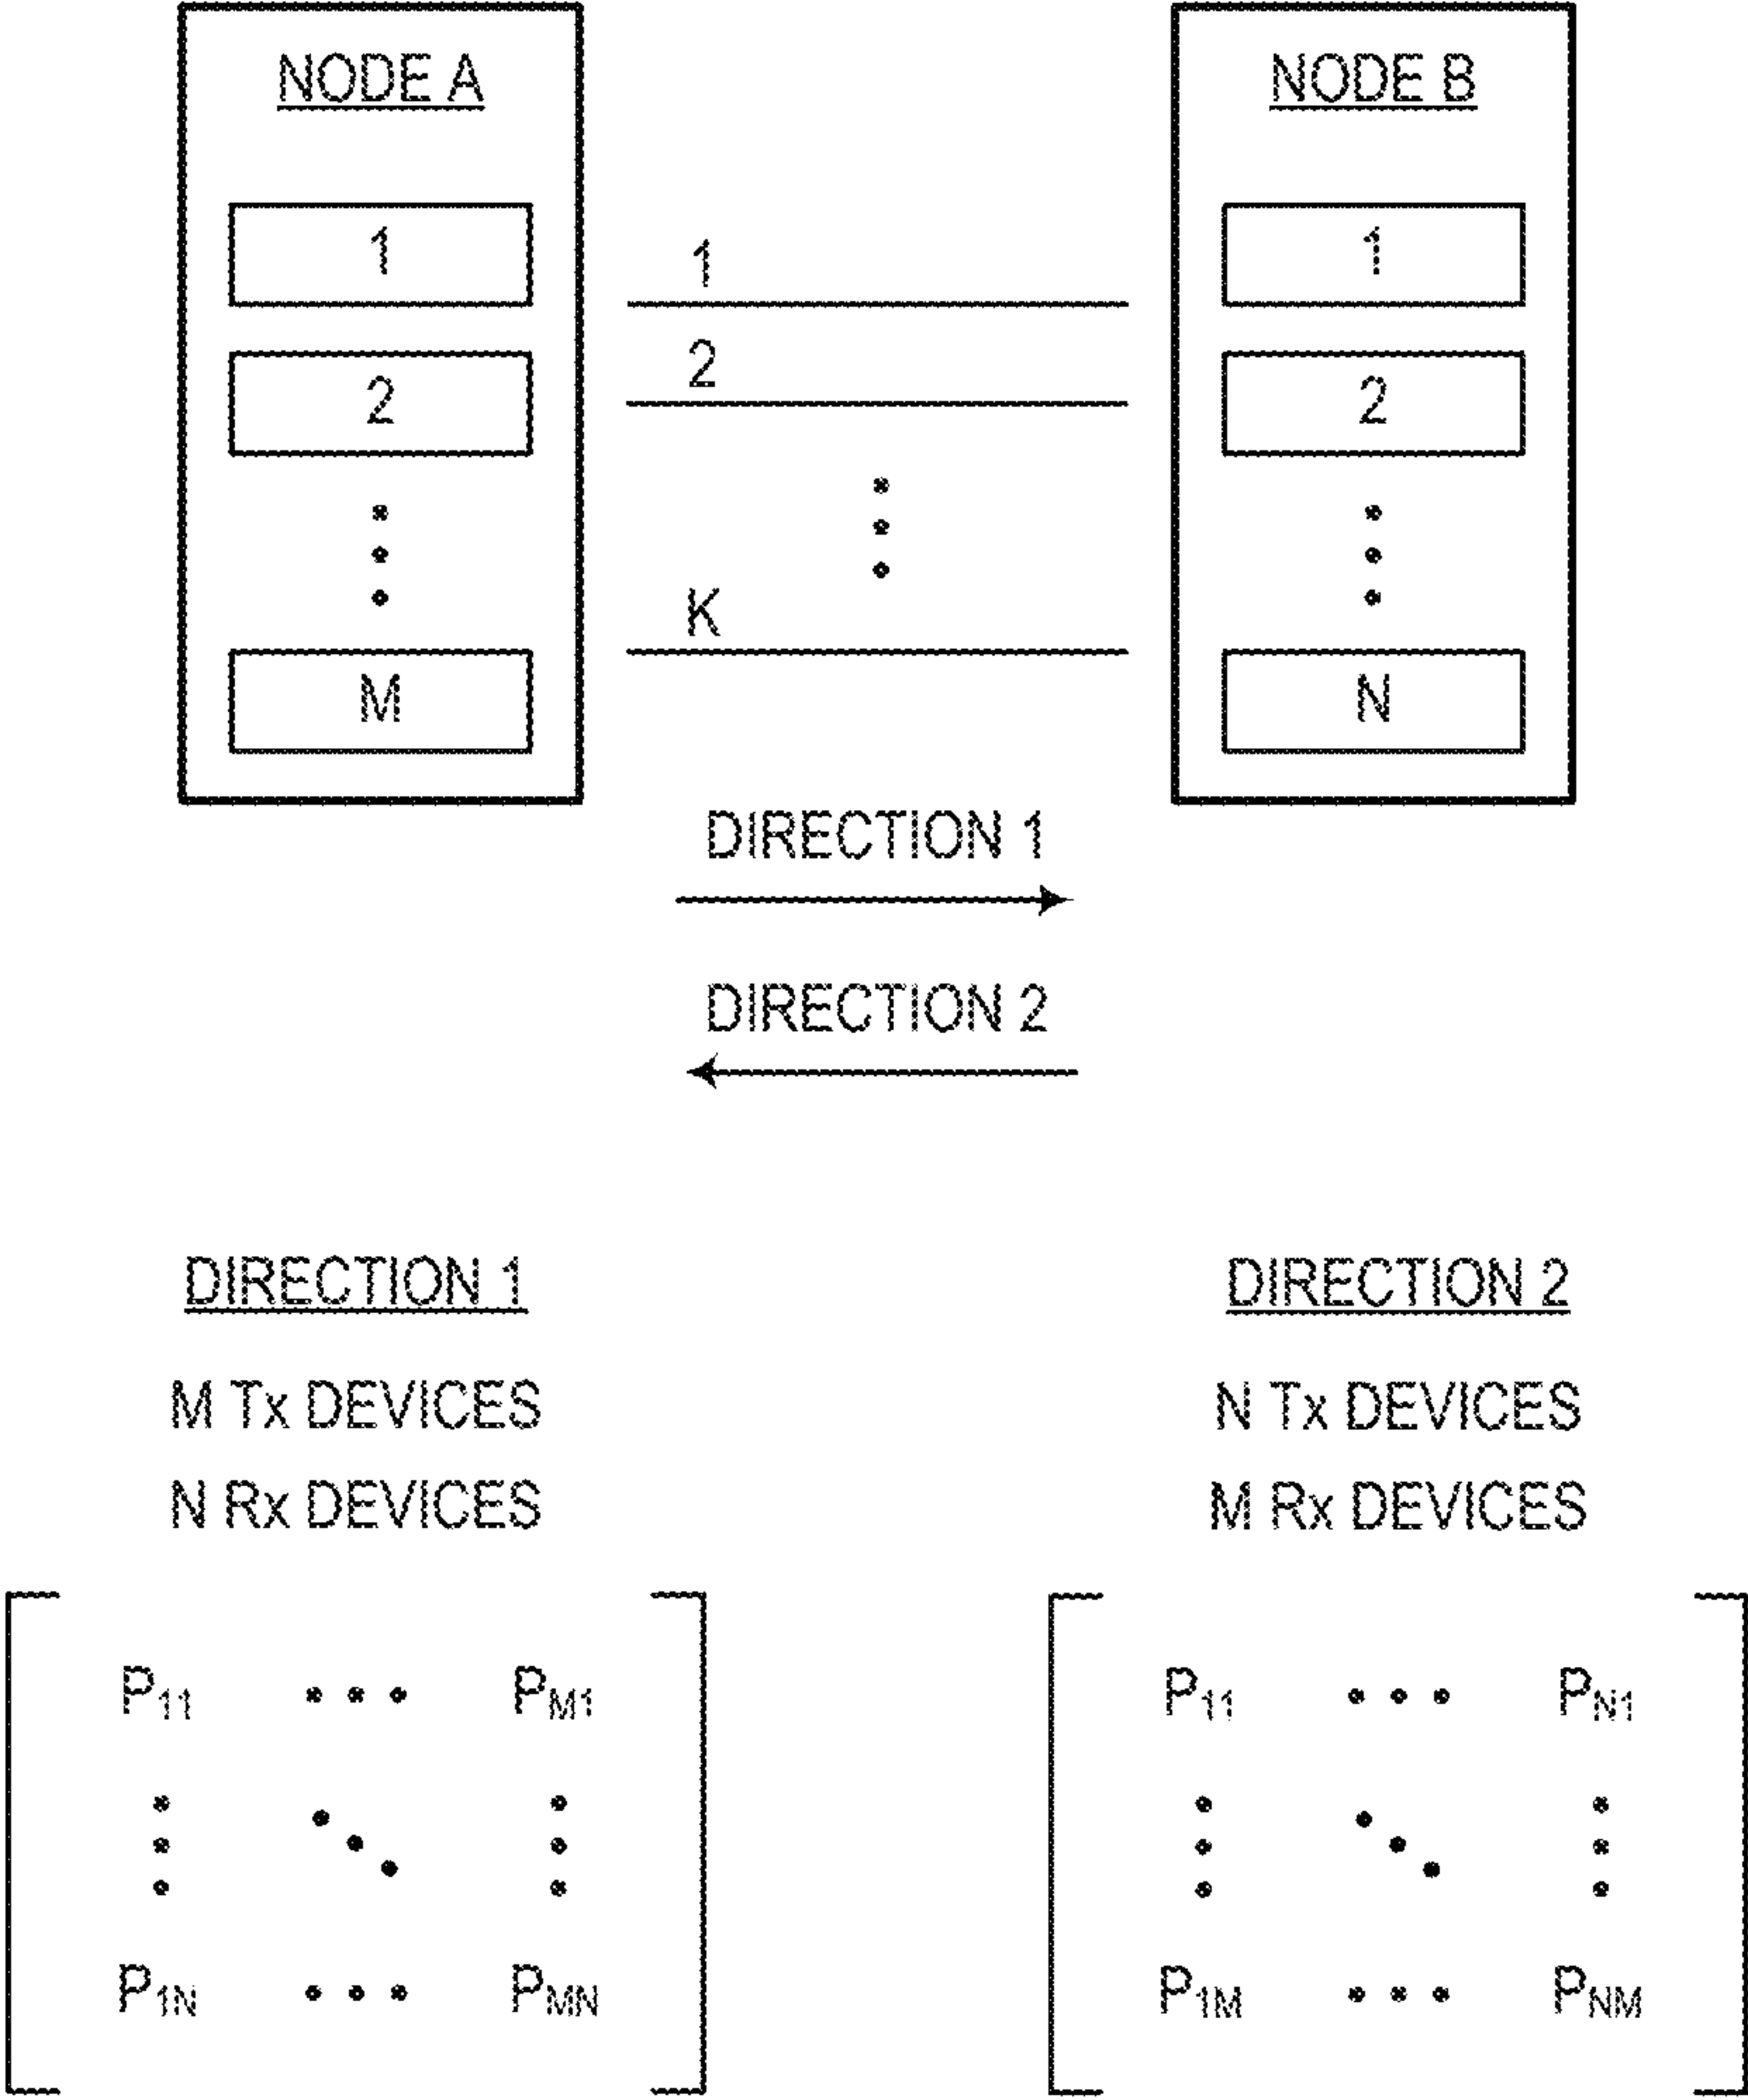 NODE A
NODE B
1
1
1
2
2
2
K
M
N
DIRECTION 1
DIRECTION 2
DIRECTION 1
DIRECTION 2
M Tx DEVICES
N Tx DEVICES
N Rx DEVICES
M Rx DEVICES
P11 ••• PM1
P11 ••• PN1
P1N ••• PMN
P1M ••• PNM